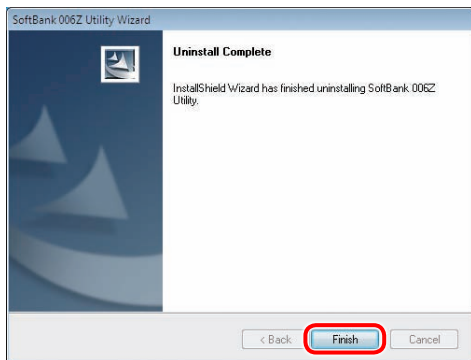 SoftBank 006Z Utility Wizard
Uninstall Complete
InstallShield Wizard has finished uninstalling SoftBank 006Z
Utility.
< Back
Finish
Cancel